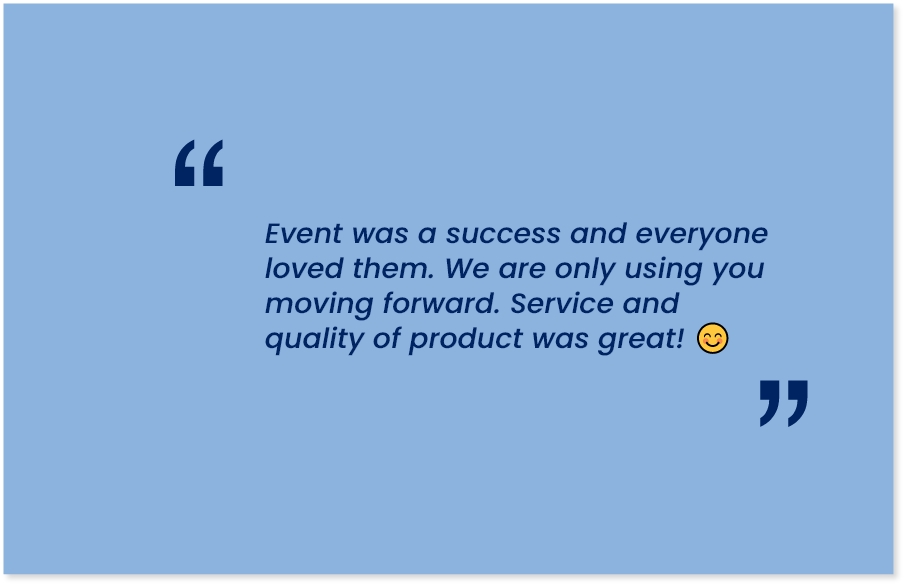 “
Event was a success and everyone
loved them. We are only using you
moving forward. Service and
quality of product was great! 😊
”